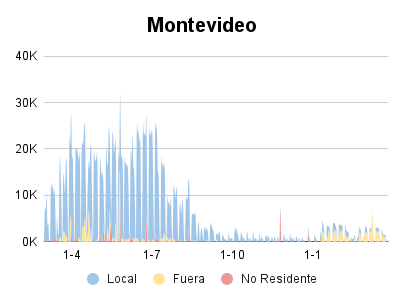 Montevideo
40K
30K
20K
10K
0K
1-4 1-7 1-10 1-1
Local Fuera No Residente